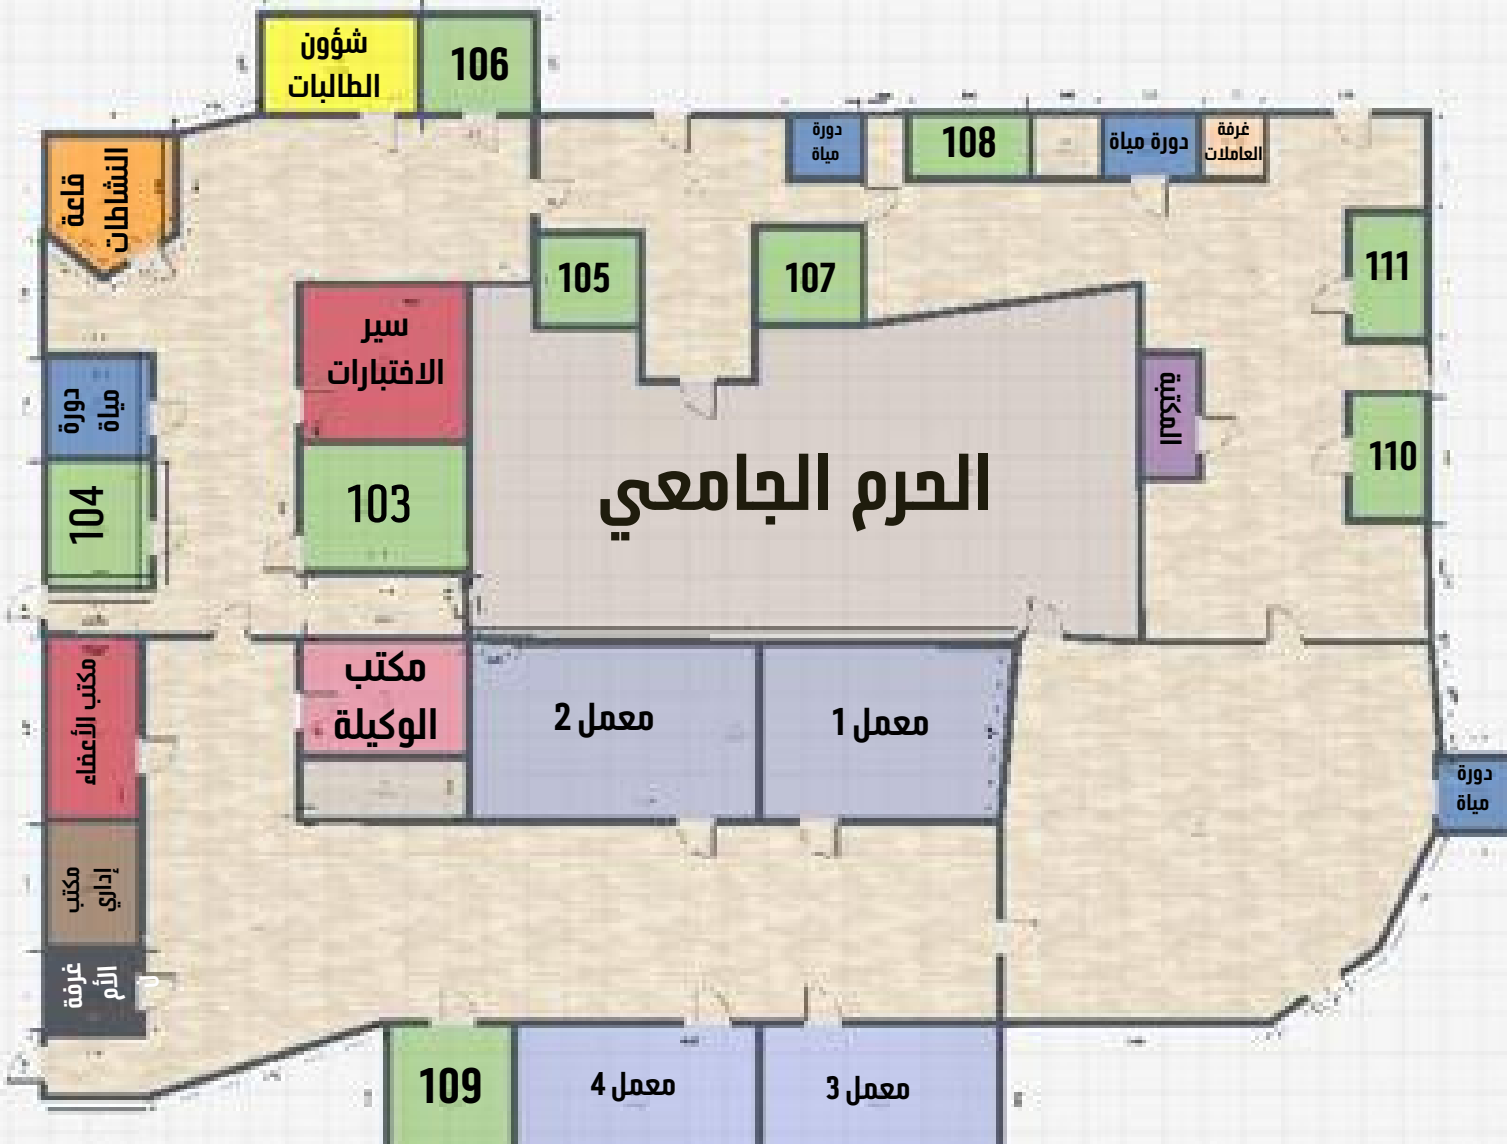 شؤون
الطالبات
106
دورة
مياة
108
دورة مياة
غرفة
العاملات
قاعة
النشاطات
105
107
111
سير
الاختبارات
دورة
مياة
المكتبة
110
104
103
الحرم الجامعي
مكتب الأعضاء
مكتب
الوكيلة
معمل 2
معمل 1
دورة
مياة
مكتب
إداري
غرفة
الأم
ن
109
معمل 4
معمل 3